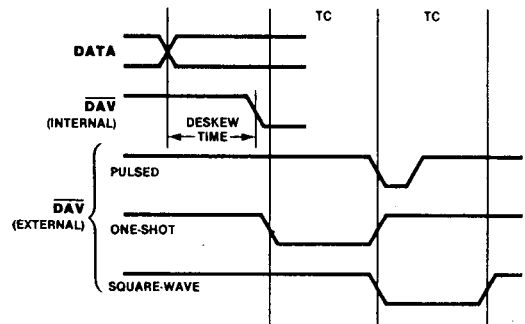 TC TC
DATA
DAV
(INTERNAL)
DESKEW
TIME
PULSED
DAV
(EXTERNAL)
ONE-SHOT
SQUARE-WAVE